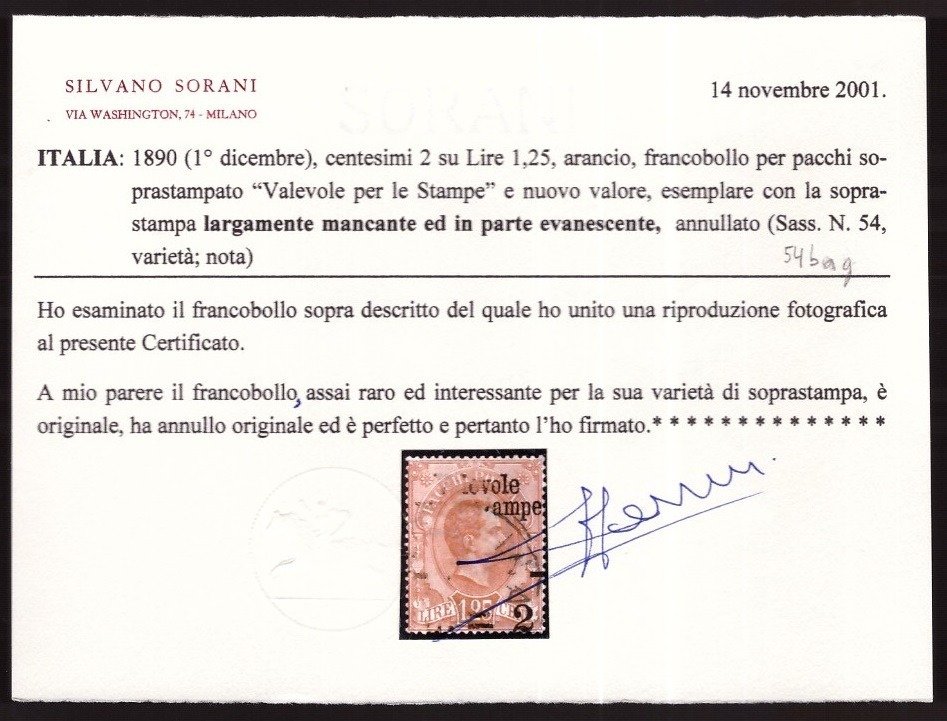 SILVANO SORANI
VIA WASHINGTON, 74 - MILANO
14 novembre 2001.
SORANI
ITALIA: 1890 (1° dicembre), centesimi 2 su Lire 1,25, arancio, francobollo per pacchi so-
prastampato “Valevole per le Stampe” e nuovo valore, esemplare con la sopra-
stampa largamente mancante ed in parte evanescente, annullato (Sass. N. 54,
varietà; nota)
54bag
Ho esaminato il francobollo sopra descritto del quale ho unito una riproduzione fotografica
al presente Certificato.
A mio parere il francobollo, assai raro ed interessante per la sua varietà di soprastampa, è
originale, ha annullo originale ed è perfetto e pertanto l’ho firmato.* * * * * * * * * * * * * *
levole
ampe
LIRE 1.25 CEN
2